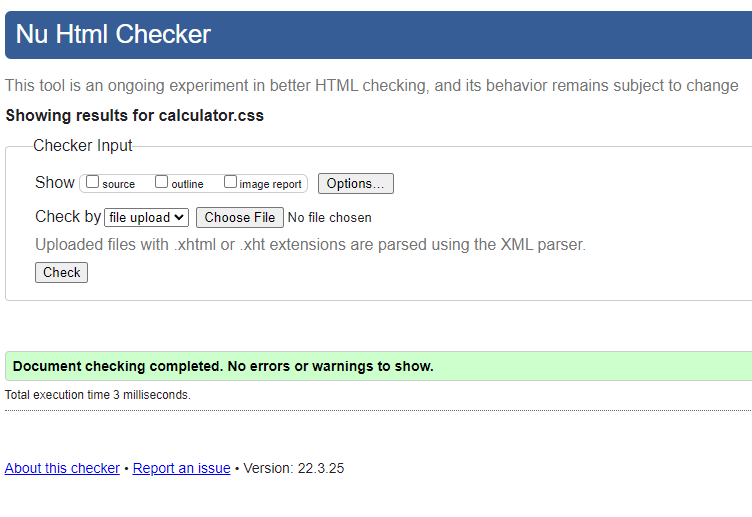 Nu Html Checker
This tool is an ongoing experiment in better HTML checking, and its behavior remains subject to change
Showing results for calculator.css
Checker Input
Show source outline image report Options...
Check by file upload Choose File No file chosen
Uploaded files with .xhtml or .xht extensions are parsed using the XML parser.
Check
Document checking completed. No errors or warnings to show.
Total execution time 3 milliseconds.
About this checker • Report an issue • Version: 22.3.25